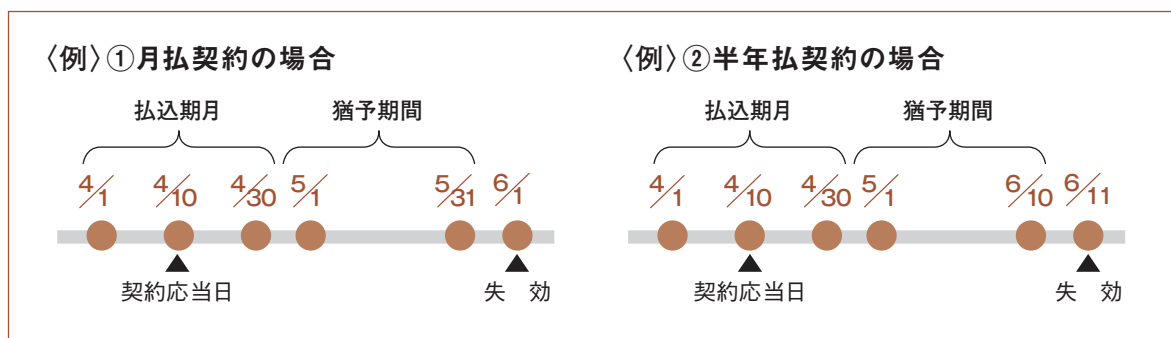 〈例〉①月払契約の場合
払込期月 猶予期間
4/1 4/10 4/30 5/1 5/31 6/1
契約応当日 失 効
〈例〉②半年払契約の場合
払込期月 猶予期間
4/1 4/10 4/30 5/1 6/10 6/11
契約応当日 失 効